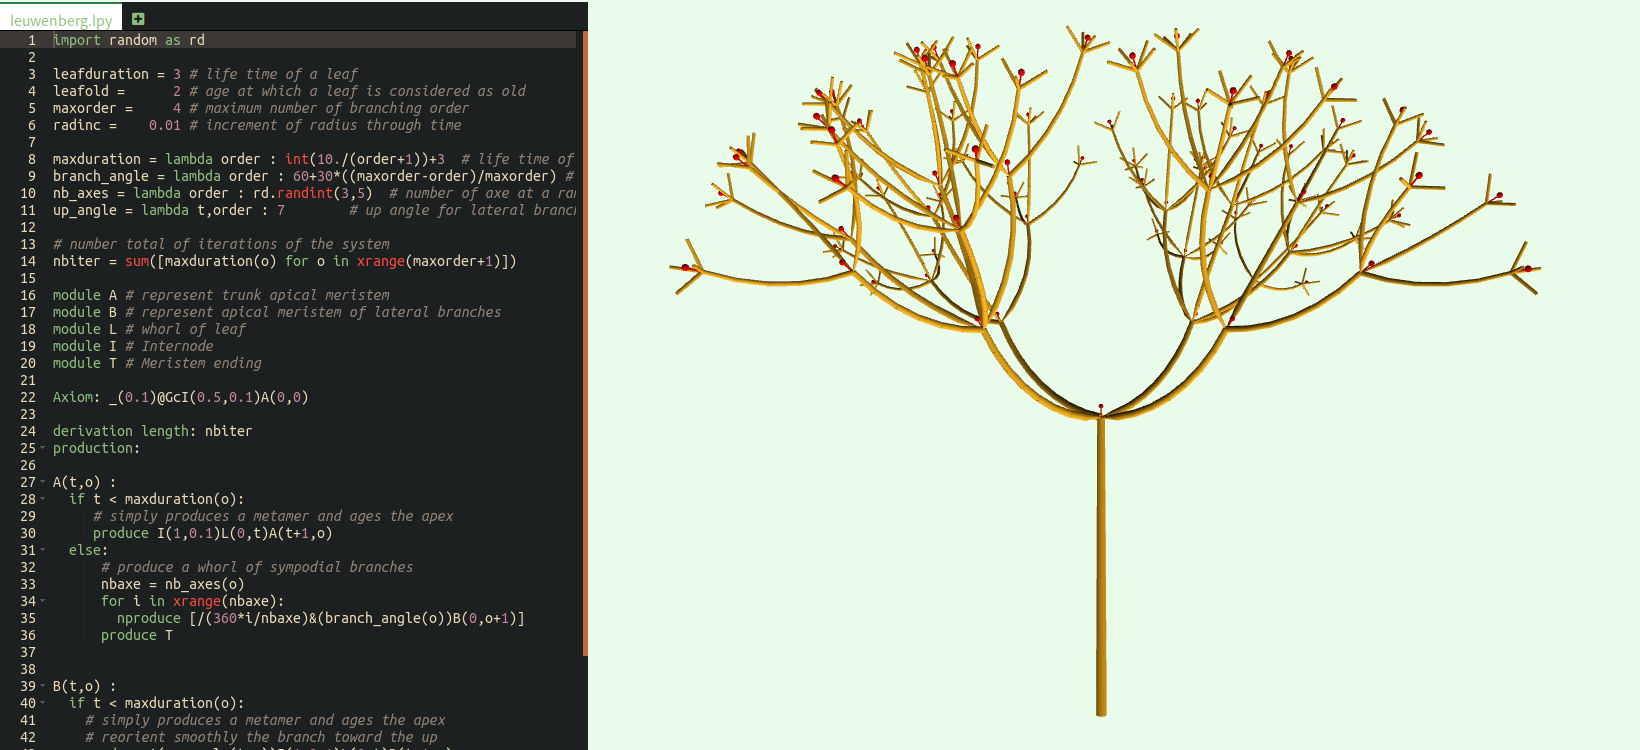 leuwenberg.lpy
1 import random as rd
2
3 leafduration = 3 # life time of a leaf
4 leafold =      2 # age at which a leaf is considered as old
5 maxorder =     4 # maximum number of branching order
6 radinc =    0.01 # increment of radius through time
7
8 maxduration = lambda order : int(10./(order+1))+3  # life time of
9 branch_angle = lambda order : 60+30*((maxorder-order)/maxorder) #
10 nb_axes = lambda order : rd.randint(3,5)  # number of axe at a
11 up_angle = lambda t,order : 7        # up angle for lateral
12
13 # number total of iterations of the system
14 nbiter = sum([maxduration(o) for o in xrange(maxorder+1)])
15
16 module A # represent trunk apical meristem
17 module B # represent apical meristem of lateral branches
18 module L # whorl of leaf
19 module I # Internode
20 module T # Meristem ending
21
22 Axiom: _(0.1)@GcI(0.5,0.1)A(0,0)
23
24 derivation length: nbiter
25 production:
26
27 A(t,o) :
28   if t < maxduration(o):
29      # simply produces a metamer and ages the apex
30      produce I(1,0.1)L(0,t)A(t+1,o)
31   else:
32       # produce a whorl of sympodial branches
33       nbaxe = nb_axes(o)
34       for i in xrange(nbaxe):
35         nproduce [/(360*i/nbaxe)&(branch_angle(o))B(0,o+1)]
36       produce T
37
38
39 B(t,o) :
40   if t < maxduration(o):
41     # simply produces a metamer and ages the apex
42     # reorient smoothly the branch toward the up